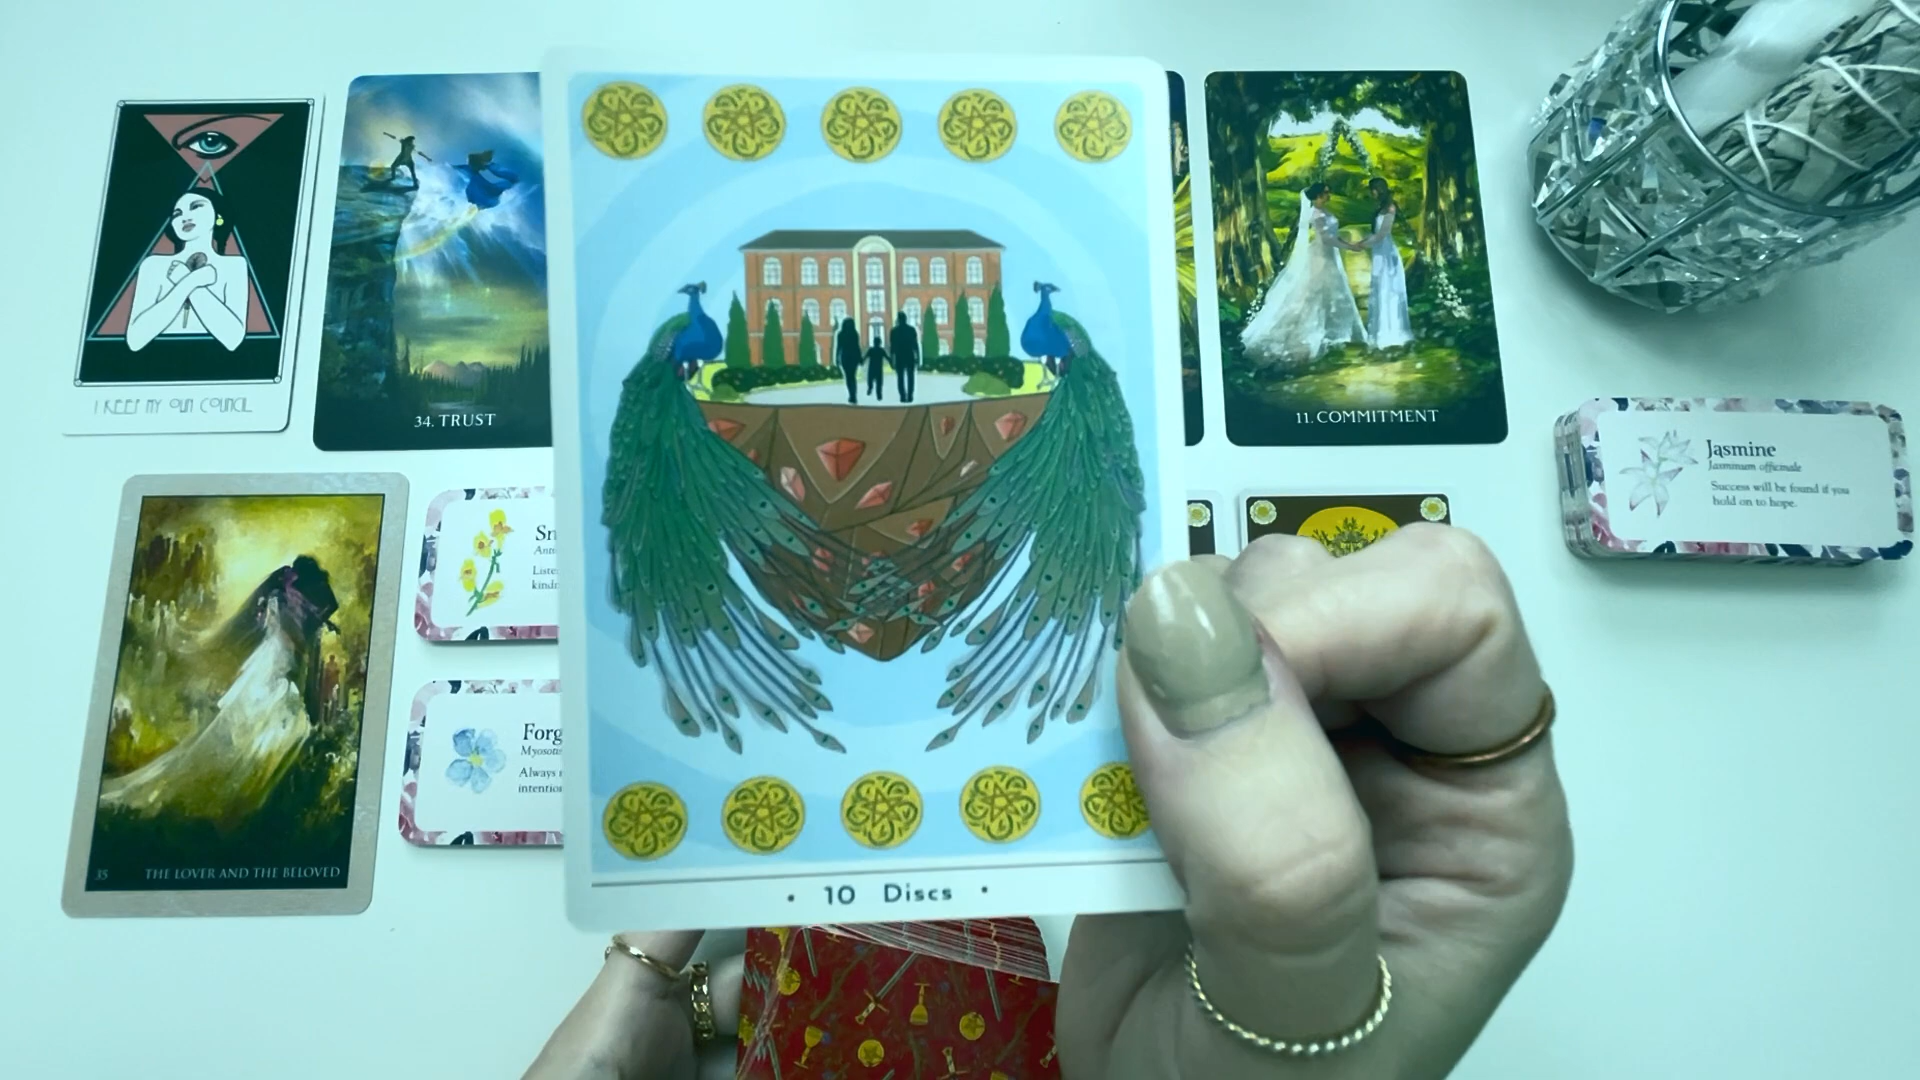 I KEEP MY OWN COUNCIL
34. TRUST
11. COMMITMENT
Jasmine
Jasminum officinale
Success will be found if you
hold on to hope.
35 THE LOVER AND THE BELOVED
· 10 Discs ·